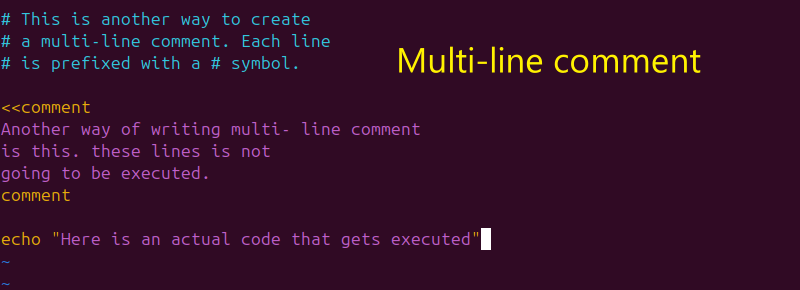 # This is another way to create
# a multi-line comment. Each line
# is prefixed with a # symbol.
Multi-line comment
<<comment
Another way of writing multi- line comment
is this. these lines is not
going to be executed.
comment
echo "Here is an actual code that gets executed"
~
~